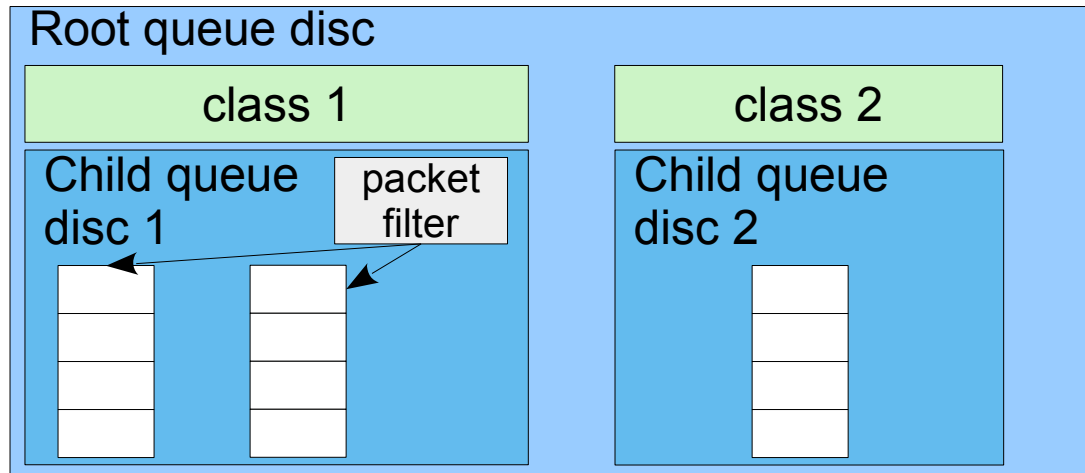 Root queue disc
class 1
class 2
Child queue
disc 1
packet
filter
Child queue
disc 2